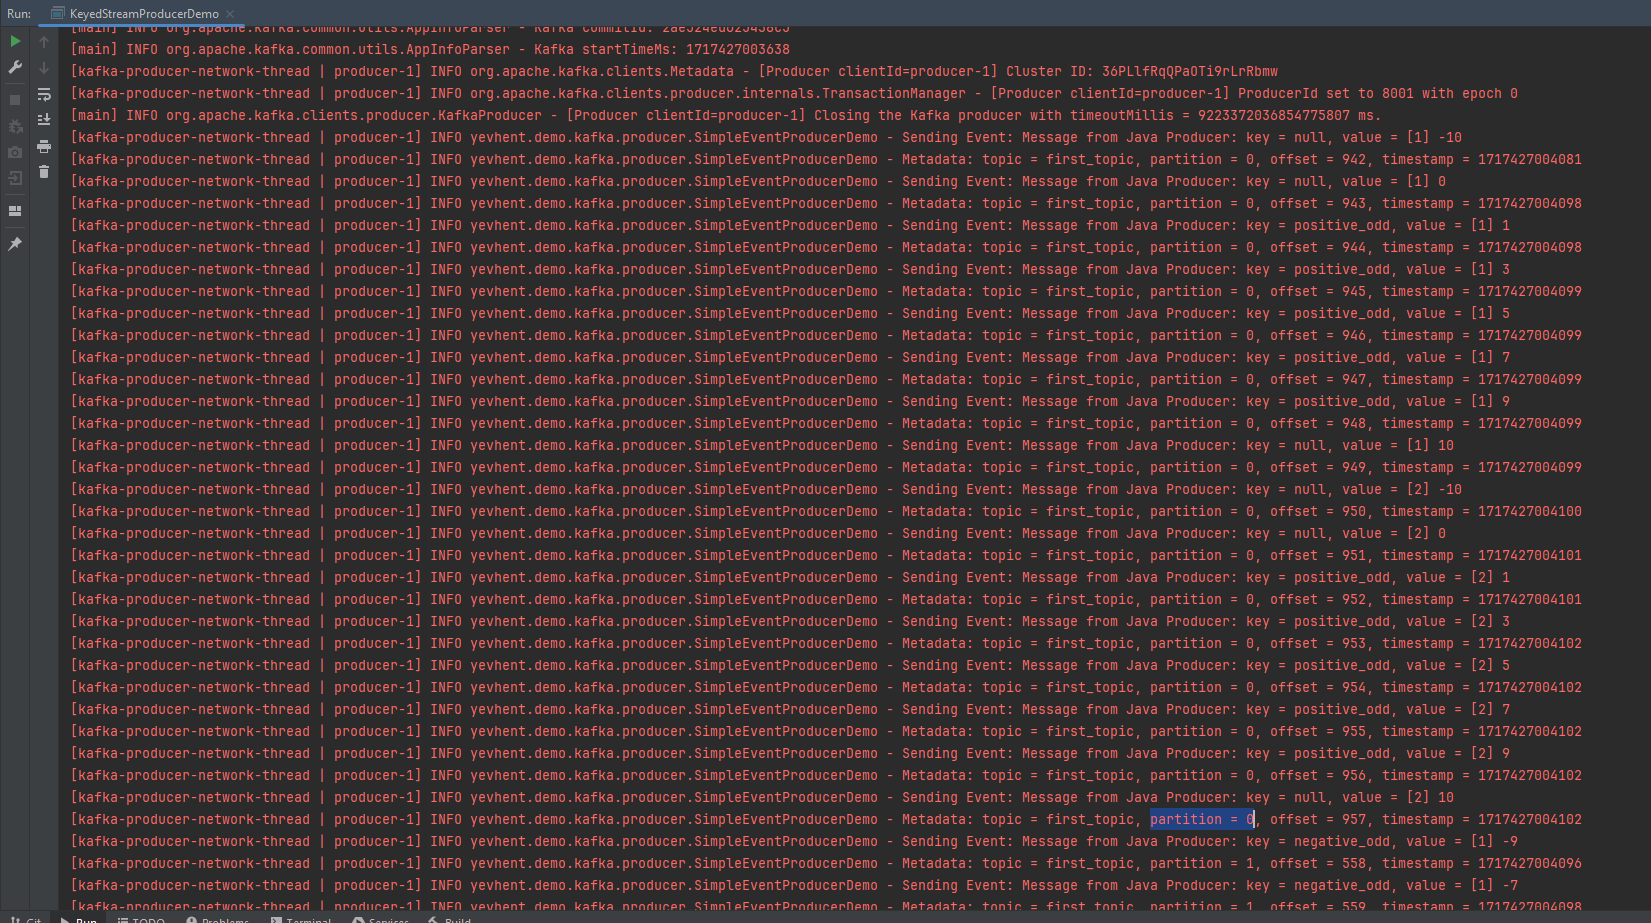 Run: KeyedStreamProducerDemo ×
[main] INFO org.apache.kafka.common.utils.AppInfoParser - Kafka commitId:
[main] INFO org.apache.kafka.common.utils.AppInfoParser - Kafka startTimeMs: 1717427003638
[kafka-producer-network-thread | producer-1] INFO org.apache.kafka.clients.Metadata - [Producer clientId=producer-1] Cluster ID: 36PLlfRqQPaOTi9rLrRbmw
[kafka-producer-network-thread | producer-1] INFO org.apache.kafka.clients.producer.internals.TransactionManager - [Producer clientId=producer-1] ProducerId set to 8001 with epoch 0
[main] INFO org.apache.kafka.clients.producer.KafkaProducer - [Producer clientId=producer-1] Closing the Kafka producer with timeoutMillis = 9223372036854775807 ms.
[kafka-producer-network-thread | producer-1] INFO yevhent.demo.kafka.producer.SimpleEventProducerDemo - Sending Event: Message from Java Producer: key = null, value = [1] -10
[kafka-producer-network-thread | producer-1] INFO yevhent.demo.kafka.producer.SimpleEventProducerDemo - Metadata: topic = first_topic, partition = 0, offset = 942, timestamp = 1717427004081
[kafka-producer-network-thread | producer-1] INFO yevhent.demo.kafka.producer.SimpleEventProducerDemo - Sending Event: Message from Java Producer: key = null, value = [1] 0
[kafka-producer-network-thread | producer-1] INFO yevhent.demo.kafka.producer.SimpleEventProducerDemo - Metadata: topic = first_topic, partition = 0, offset = 943, timestamp = 1717427004098
[kafka-producer-network-thread | producer-1] INFO yevhent.demo.kafka.producer.SimpleEventProducerDemo - Sending Event: Message from Java Producer: key = positive_odd, value = [1] 1
[kafka-producer-network-thread | producer-1] INFO yevhent.demo.kafka.producer.SimpleEventProducerDemo - Metadata: topic = first_topic, partition = 0, offset = 944, timestamp = 1717427004098
[kafka-producer-network-thread | producer-1] INFO yevhent.demo.kafka.producer.SimpleEventProducerDemo - Sending Event: Message from Java Producer: key = positive_odd, value = [1] 3
[kafka-producer-network-thread | producer-1] INFO yevhent.demo.kafka.producer.SimpleEventProducerDemo - Metadata: topic = first_topic, partition = 0, offset = 945, timestamp = 1717427004099
[kafka-producer-network-thread | producer-1] INFO yevhent.demo.kafka.producer.SimpleEventProducerDemo - Sending Event: Message from Java Producer: key = positive_odd, value = [1] 5
[kafka-producer-network-thread | producer-1] INFO yevhent.demo.kafka.producer.SimpleEventProducerDemo - Metadata: topic = first_topic, partition = 0, offset = 946, timestamp = 1717427004099
[kafka-producer-network-thread | producer-1] INFO yevhent.demo.kafka.producer.SimpleEventProducerDemo - Sending Event: Message from Java Producer: key = positive_odd, value = [1] 7
[kafka-producer-network-thread | producer-1] INFO yevhent.demo.kafka.producer.SimpleEventProducerDemo - Metadata: topic = first_topic, partition = 0, offset = 947, timestamp = 1717427004099
[kafka-producer-network-thread | producer-1] INFO yevhent.demo.kafka.producer.SimpleEventProducerDemo - Sending Event: Message from Java Producer: key = positive_odd, value = [1] 9
[kafka-producer-network-thread | producer-1] INFO yevhent.demo.kafka.producer.SimpleEventProducerDemo - Metadata: topic = first_topic, partition = 0, offset = 948, timestamp = 1717427004099
[kafka-producer-network-thread | producer-1] INFO yevhent.demo.kafka.producer.SimpleEventProducerDemo - Sending Event: Message from Java Producer: key = null, value = [1] 10
[kafka-producer-network-thread | producer-1] INFO yevhent.demo.kafka.producer.SimpleEventProducerDemo - Metadata: topic = first_topic, partition = 0, offset = 949, timestamp = 1717427004099
[kafka-producer-network-thread | producer-1] INFO yevhent.demo.kafka.producer.SimpleEventProducerDemo - Sending Event: Message from Java Producer: key = null, value = [2] -10
[kafka-producer-network-thread | producer-1] INFO yevhent.demo.kafka.producer.SimpleEventProducerDemo - Metadata: topic = first_topic, partition = 0, offset = 950, timestamp = 1717427004100
[kafka-producer-network-thread | producer-1] INFO yevhent.demo.kafka.producer.SimpleEventProducerDemo - Sending Event: Message from Java Producer: key = null, value = [2] 0
[kafka-producer-network-thread | producer-1] INFO yevhent.demo.kafka.producer.SimpleEventProducerDemo - Metadata: topic = first_topic, partition = 0, offset = 951, timestamp = 1717427004101
[kafka-producer-network-thread | producer-1] INFO yevhent.demo.kafka.producer.SimpleEventProducerDemo - Sending Event: Message from Java Producer: key = positive_odd, value = [2] 1
[kafka-producer-network-thread | producer-1] INFO yevhent.demo.kafka.producer.SimpleEventProducerDemo - Metadata: topic = first_topic, partition = 0, offset = 952, timestamp = 1717427004101
[kafka-producer-network-thread | producer-1] INFO yevhent.demo.kafka.producer.SimpleEventProducerDemo - Sending Event: Message from Java Producer: key = positive_odd, value = [2] 3
[kafka-producer-network-thread | producer-1] INFO yevhent.demo.kafka.producer.SimpleEventProducerDemo - Metadata: topic = first_topic, partition = 0, offset = 953, timestamp = 1717427004102
[kafka-producer-network-thread | producer-1] INFO yevhent.demo.kafka.producer.SimpleEventProducerDemo - Sending Event: Message from Java Producer: key = positive_odd, value = [2] 5
[kafka-producer-network-thread | producer-1] INFO yevhent.demo.kafka.producer.SimpleEventProducerDemo - Metadata: topic = first_topic, partition = 0, offset = 954, timestamp = 1717427004102
[kafka-producer-network-thread | producer-1] INFO yevhent.demo.kafka.producer.SimpleEventProducerDemo - Sending Event: Message from Java Producer: key = positive_odd, value = [2] 7
[kafka-producer-network-thread | producer-1] INFO yevhent.demo.kafka.producer.SimpleEventProducerDemo - Metadata: topic = first_topic, partition = 0, offset = 955, timestamp = 1717427004102
[kafka-producer-network-thread | producer-1] INFO yevhent.demo.kafka.producer.SimpleEventProducerDemo - Sending Event: Message from Java Producer: key = positive_odd, value = [2] 9
[kafka-producer-network-thread | producer-1] INFO yevhent.demo.kafka.producer.SimpleEventProducerDemo - Metadata: topic = first_topic, partition = 0, offset = 956, timestamp = 1717427004102
[kafka-producer-network-thread | producer-1] INFO yevhent.demo.kafka.producer.SimpleEventProducerDemo - Sending Event: Message from Java Producer: key = null, value = [2] 10
[kafka-producer-network-thread | producer-1] INFO yevhent.demo.kafka.producer.SimpleEventProducerDemo - Metadata: topic = first_topic, partition = 0, offset = 957, timestamp = 1717427004102
[kafka-producer-network-thread | producer-1] INFO yevhent.demo.kafka.producer.SimpleEventProducerDemo - Sending Event: Message from Java Producer: key = negative_odd, value = [1] -9
[kafka-producer-network-thread | producer-1] INFO yevhent.demo.kafka.producer.SimpleEventProducerDemo - Metadata: topic = first_topic, partition = 1, offset = 558, timestamp = 1717427004096
[kafka-producer-network-thread | producer-1] INFO yevhent.demo.kafka.producer.SimpleEventProducerDemo - Sending Event: Message from Java Producer: key = negative_odd, value = [1] -7
[kafka-producer-network-thread | producer-1] INFO yevhent.demo.kafka.producer.SimpleEventProducerDemo - Metadata: topic = first_topic, partition = 1, offset = 559, timestamp = 1717427004098
Git Run TODO Problems Terminal Services Build